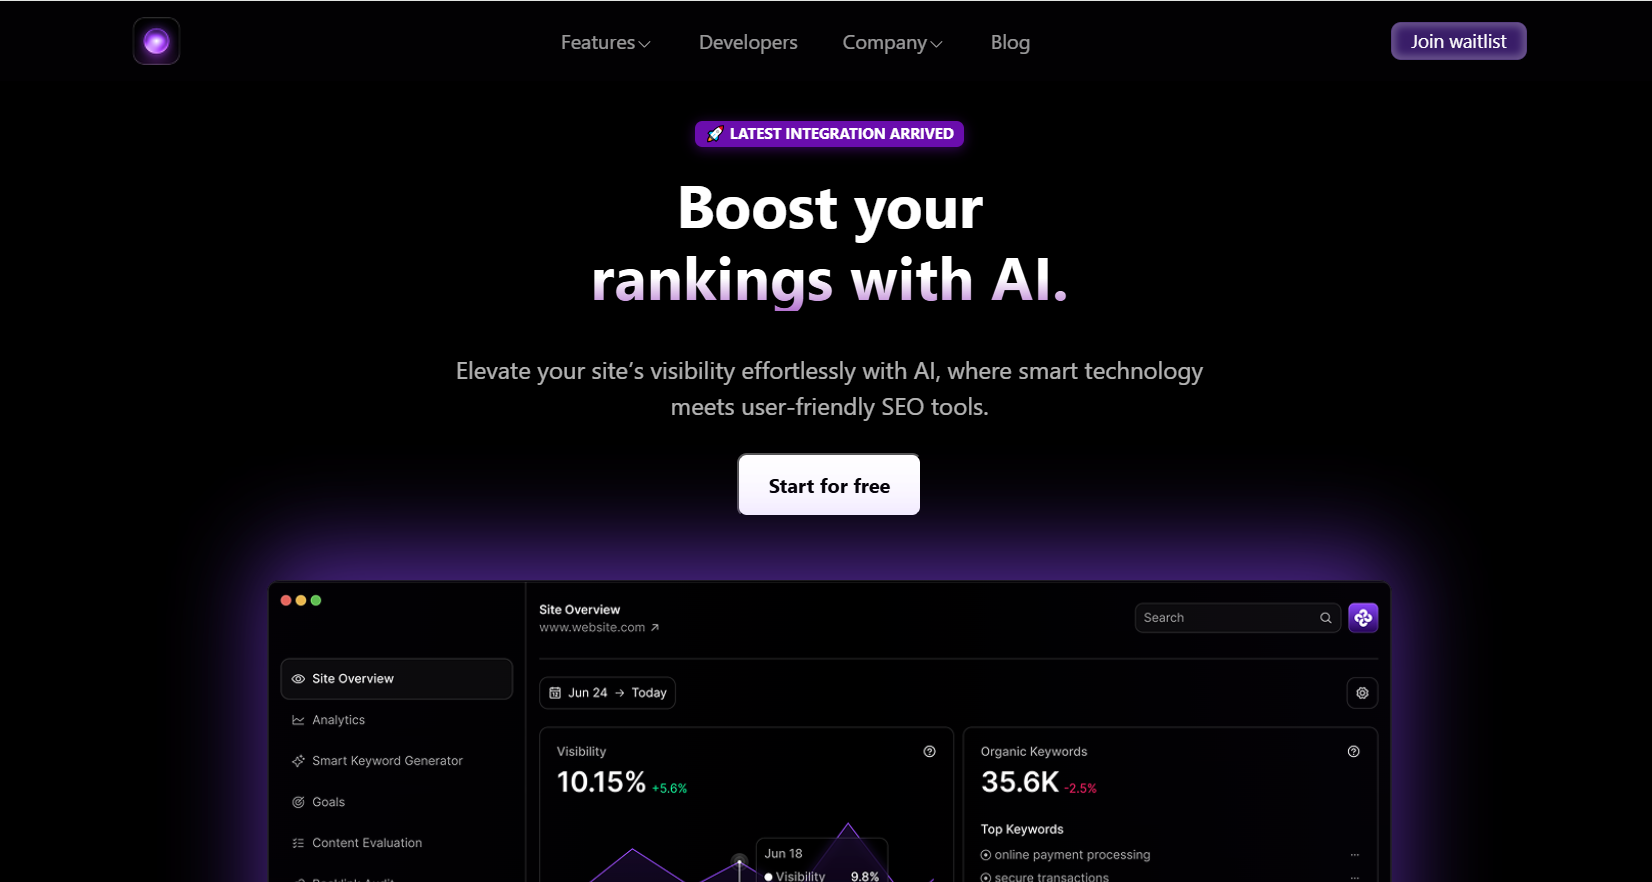 Features
Developers
Company
Blog
Join waitlist
🚀 LATEST INTEGRATION ARRIVED
Boost your
rankings with AI.
Elevate your site’s visibility effortlessly with AI, where smart technology
meets user-friendly SEO tools.
Start for free
Site Overview
www.website.com ↗
Search
Site Overview
Analytics
Smart Keyword Generator
Goals
Content Evaluation
Backlink Audit
Jun 24 → Today
Visibility
10.15% +5.6%
Jun 18
Visibility 9.8%
Organic Keywords
35.6K -2.5%
Top Keywords
online payment processing
secure transactions